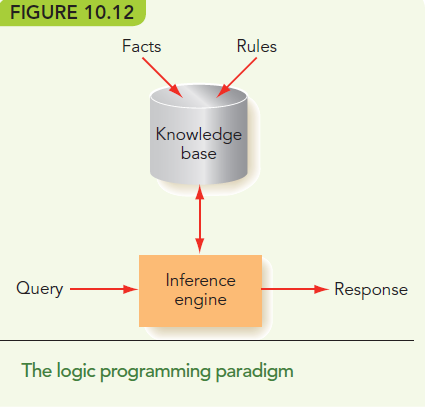 FIGURE 10.12
Facts
Rules
Knowledge
base
Query
Inference
engine
Response
The logic programming paradigm